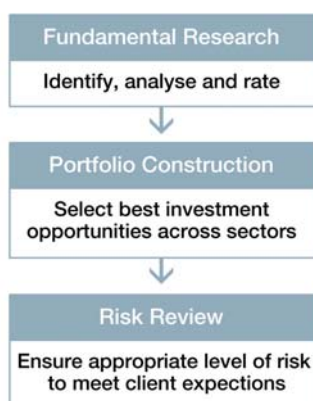 Fundamental Research
Identify, analyse and rate
Portfolio Construction
Select best investment
opportunities across sectors
Risk Review
Ensure appropriate level of risk
to meet client expections